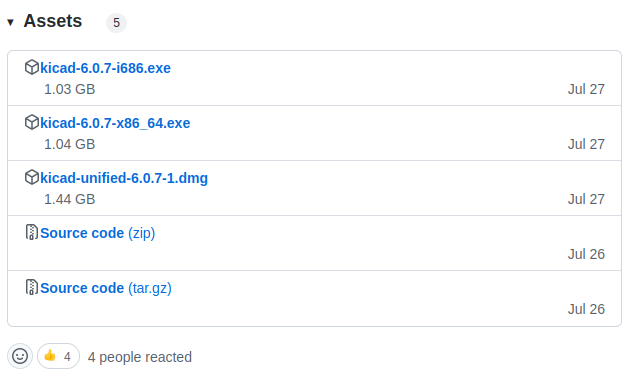 Assets 5
kicad-6.0.7-i686.exe
1.03 GB Jul 27
kicad-6.0.7-x86_64.exe
1.04 GB Jul 27
kicad-unified-6.0.7-1.dmg
1.44 GB Jul 27
Source code (zip)
Jul 26
Source code (tar.gz)
Jul 26
4 4 people reacted